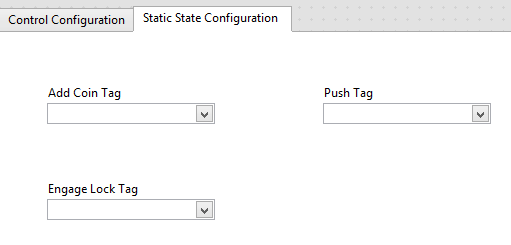 Control Configuration
Static State Configuration
Add Coin Tag
Push Tag
Engage Lock Tag